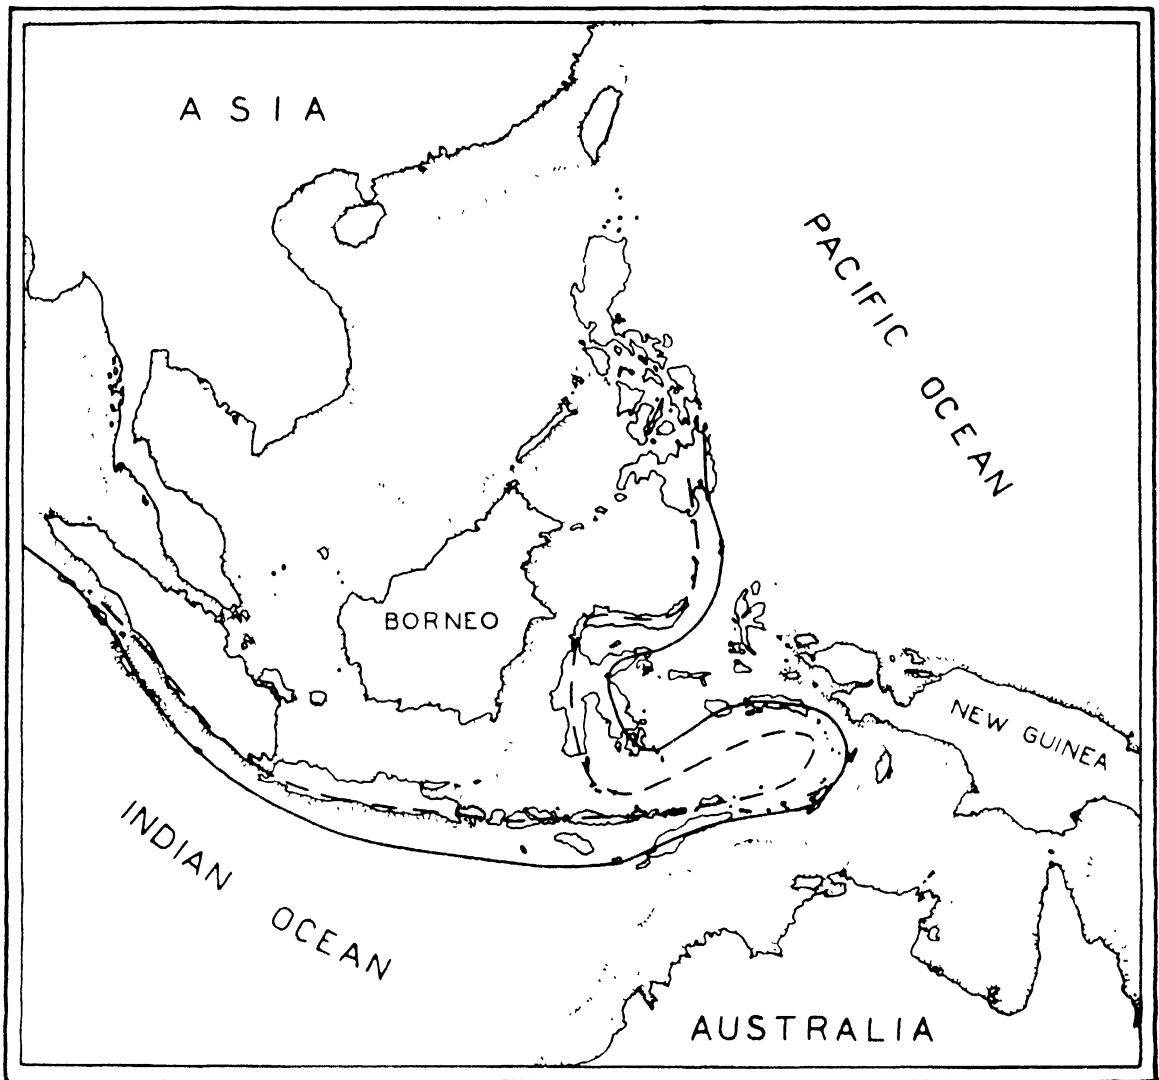 ASIA
PACIFIC OCEAN
BORNEO
NEW GUINEA
INDIAN OCEAN
AUSTRALIA